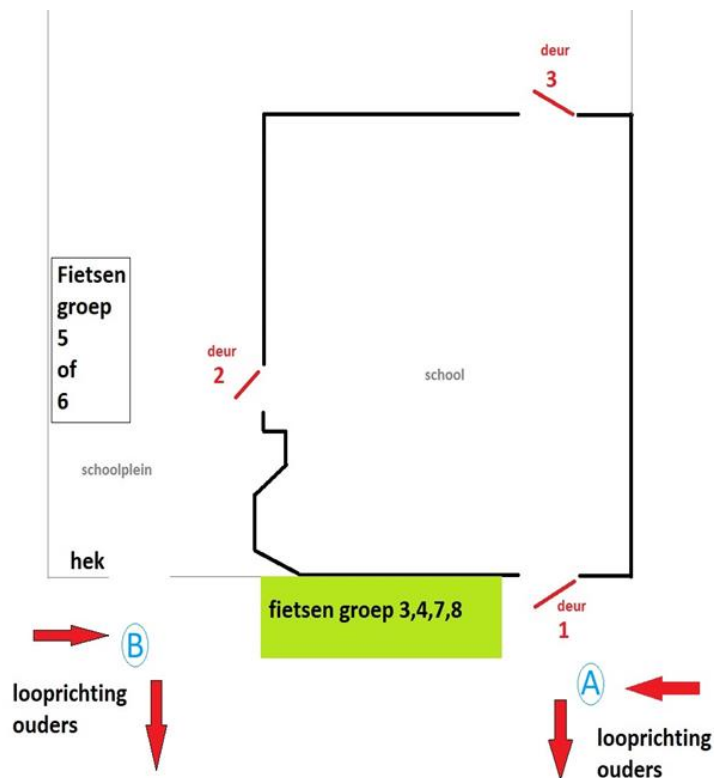 deur
3
Fietsen
groep
5
of
6
deur
2
school
schoolplein
hek
fietsen groep 3,4,7,8
deur
1
B
looprichting
ouders
A
looprichting
ouders